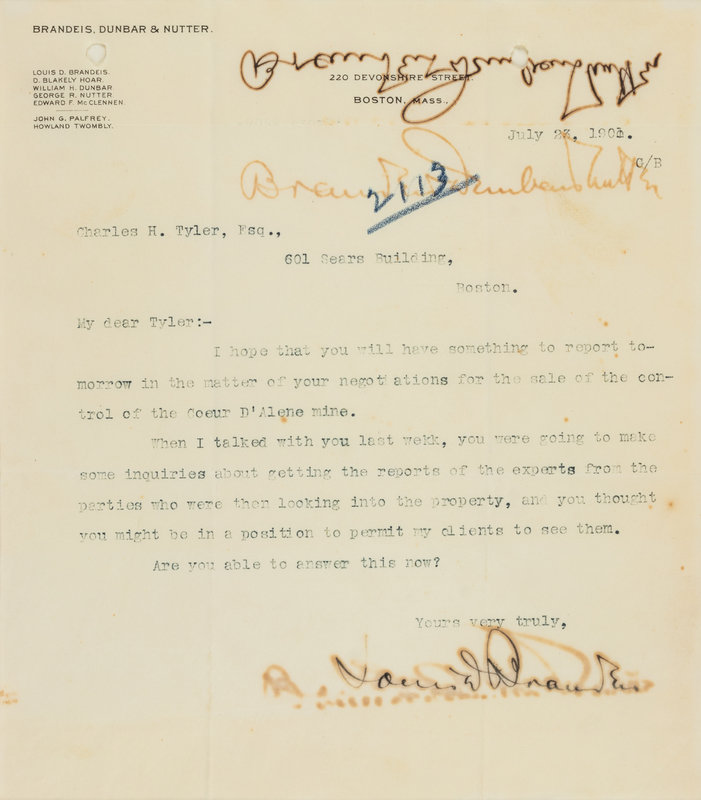 BRANDEIS, DUNBAR & NUTTER.
LOUIS D. BRANDEIS.
D. BLAKELY HOAR.
WILLIAM H. DUNBAR.
GEORGE R. NUTTER
EDWARD F. McCLENNEN.
JOHN G. PALFREY.
HOWLAND TWOMBLY.
220 DEVONSHIRE STREET.
BOSTON, MASS.,
July 23, 190
G/B
Brandeis Dunbar & Nutter
2113
Charles H. Tyler, Esq.,
601 Sears Building,
Boston.
My dear Tyler:-
I hope that you will have something to report to-
morrow in the matter of your negotiations for the sale of the con-
trol of the Coeur D'Alene mine.
When I talked with you last wekk, you were going to make
some inquiries about getting the reports of the experts from the
parties who were then looking into the property, and you thought
you might be in a position to permit my clients to see them.
Are you able to answer this now?
Yours very truly,
Louis D Brandeis